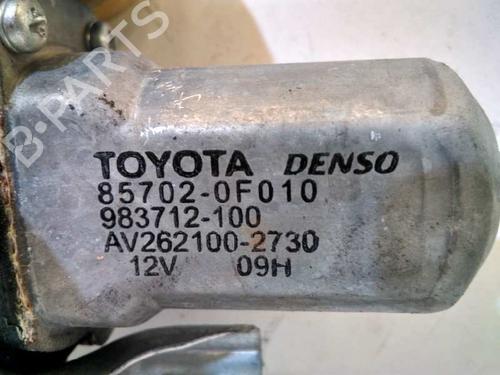 B-PARTS
TOYOTA DENSO
85702-0F010
983712-100
AV262100-2730
12V 09H